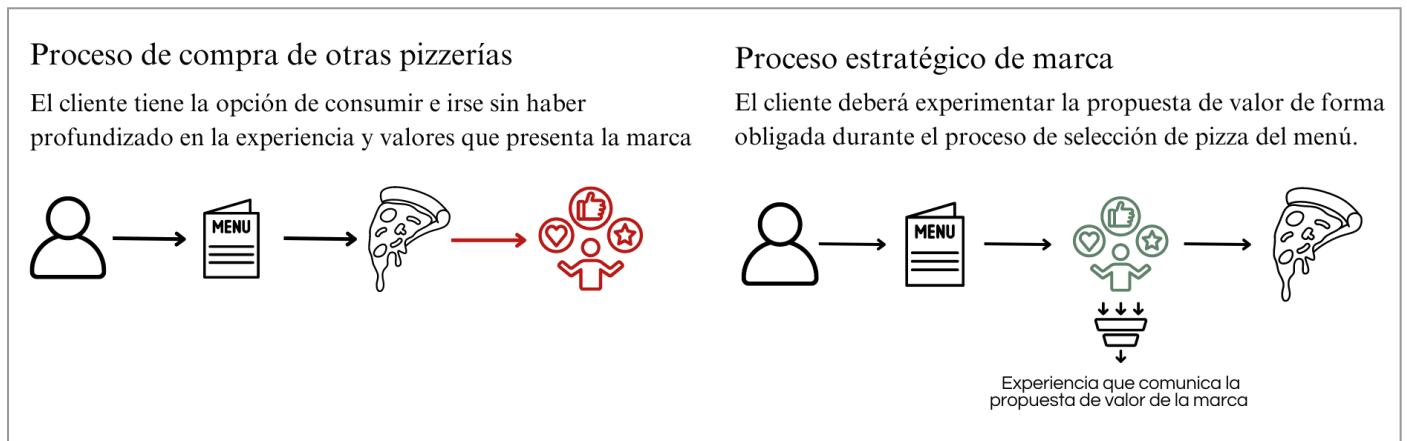 Proceso de compra de otras pizzerías
El cliente tiene la opción de consumir e irse sin haber
profundizado en la experiencia y valores que presenta la marca
MENU
Proceso estratégico de marca
El cliente deberá experimentar la propuesta de valor de forma
obligada durante el proceso de selección de pizza del menú.
MENU
Experiencia que comunica la
propuesta de valor de la marca